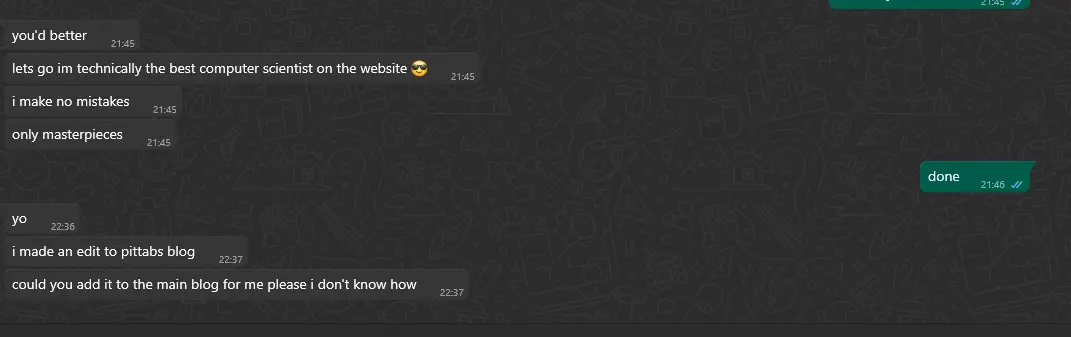 21:45
you'd better
21:45
lets go im technically the best computer scientist on the website 😎
21:45
i make no mistakes
21:45
only masterpieces
21:45
done
21:46
yo
22:36
i made an edit to pittabs blog
22:37
could you add it to the main blog for me please i don't know how
22:37